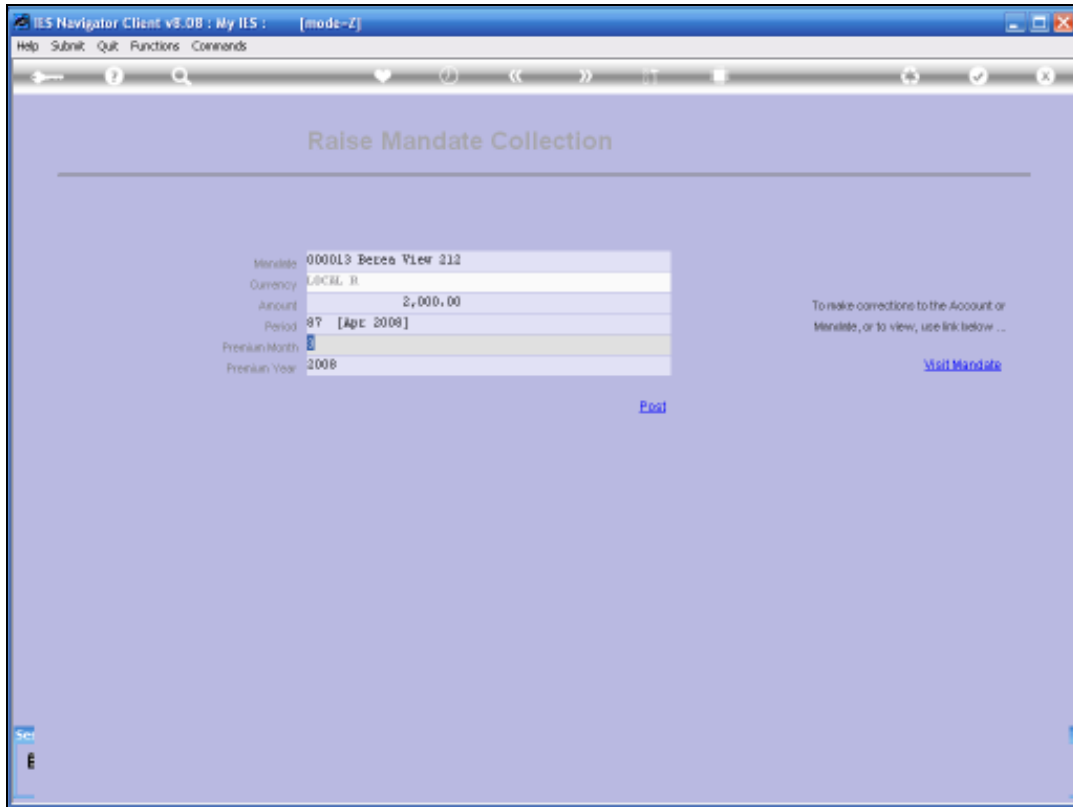 IES Navigator Client v8.08 : My IES : [mode-Z]
Help Submit Quit Functions Commands
Raise Mandate Collection
Mandate 000013 Berea View 212
Currency LOCAL R
Amount 2,000.00
Period 87 [Apr 2008]
Premium Month 3
Premium Year 2008
To make corrections to the Account or
Mandate, or to view, use link below ...
Visit Mandate
Post
Ses